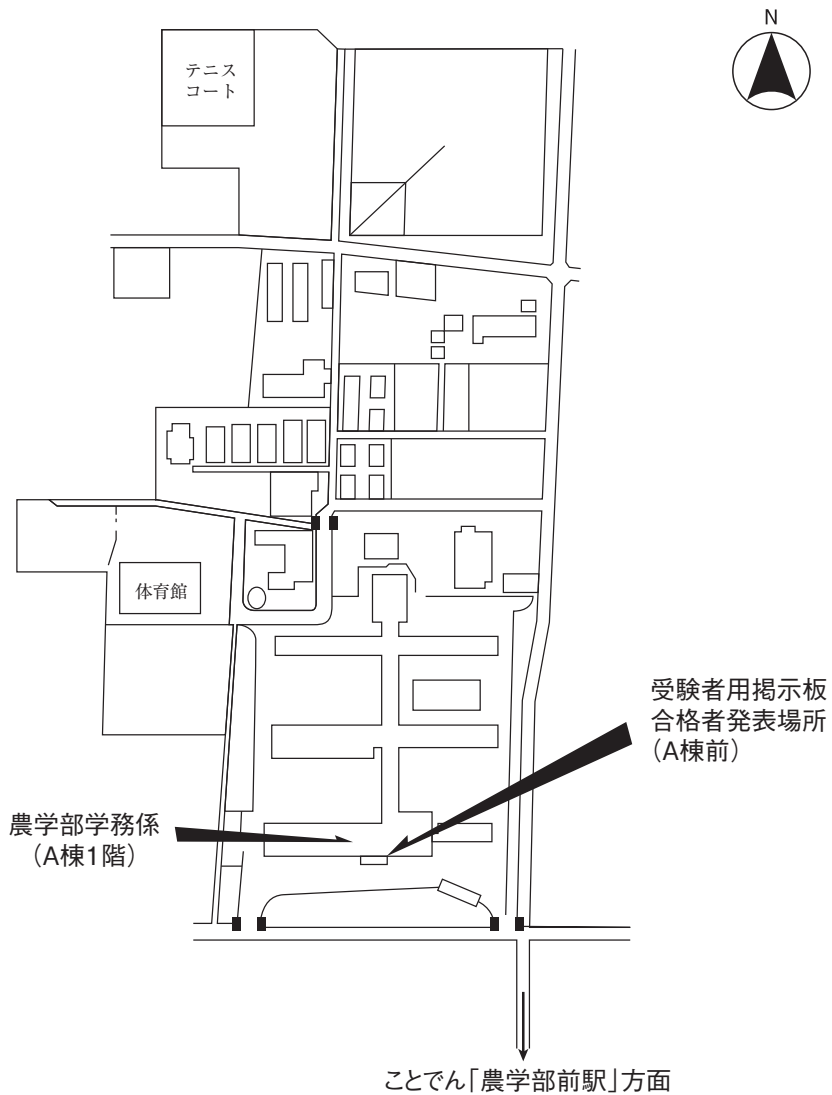 N
テニス
コート
体育館
受験者用掲示板
合格者発表場所
(A棟前)
農学部学務係
(A棟1階)
ことでん「農学部前駅」方面